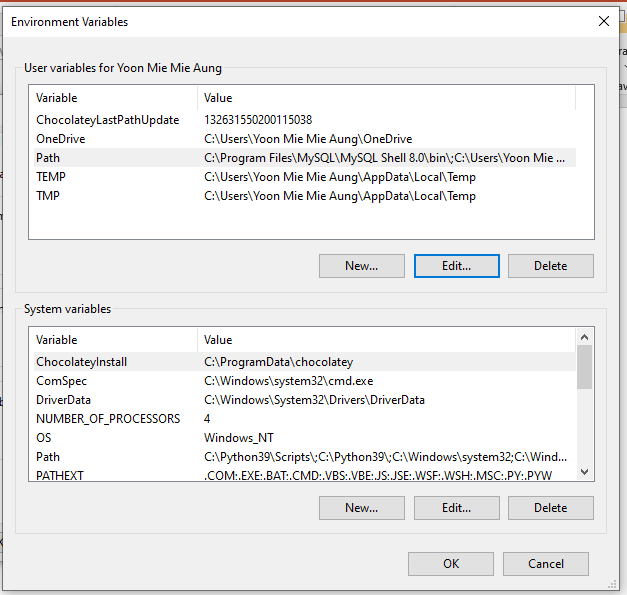 Environment Variables
User variables for Yoon Mie Mie Aung
Variable Value
ChocolateyLastPathUpdate 132631550200115038
OneDrive C:\Users\Yoon Mie Mie Aung\OneDrive
Path C:\Program Files\MySQL\MySQL Shell 8.0\bin\;C:\Users\Yoon Mie ...
TEMP C:\Users\Yoon Mie Mie Aung\AppData\Local\Temp
TMP C:\Users\Yoon Mie Mie Aung\AppData\Local\Temp
New... Edit... Delete
System variables
Variable Value
ChocolateyInstall C:\ProgramData\chocolatey
ComSpec C:\Windows\system32\cmd.exe
DriverData C:\Windows\System32\Drivers\DriverData
NUMBER_OF_PROCESSORS 4
OS Windows_NT
Path C:\Python39\Scripts\;C:\Python39\;C:\Windows\system32;C:\Wind...
PATHEXT .COM;.EXE;.BAT;.CMD;.VBS;.VBE;.JS;.JSE;.WSF;.WSH;.MSC;.PY;.PYW
New... Edit... Delete
OK Cancel